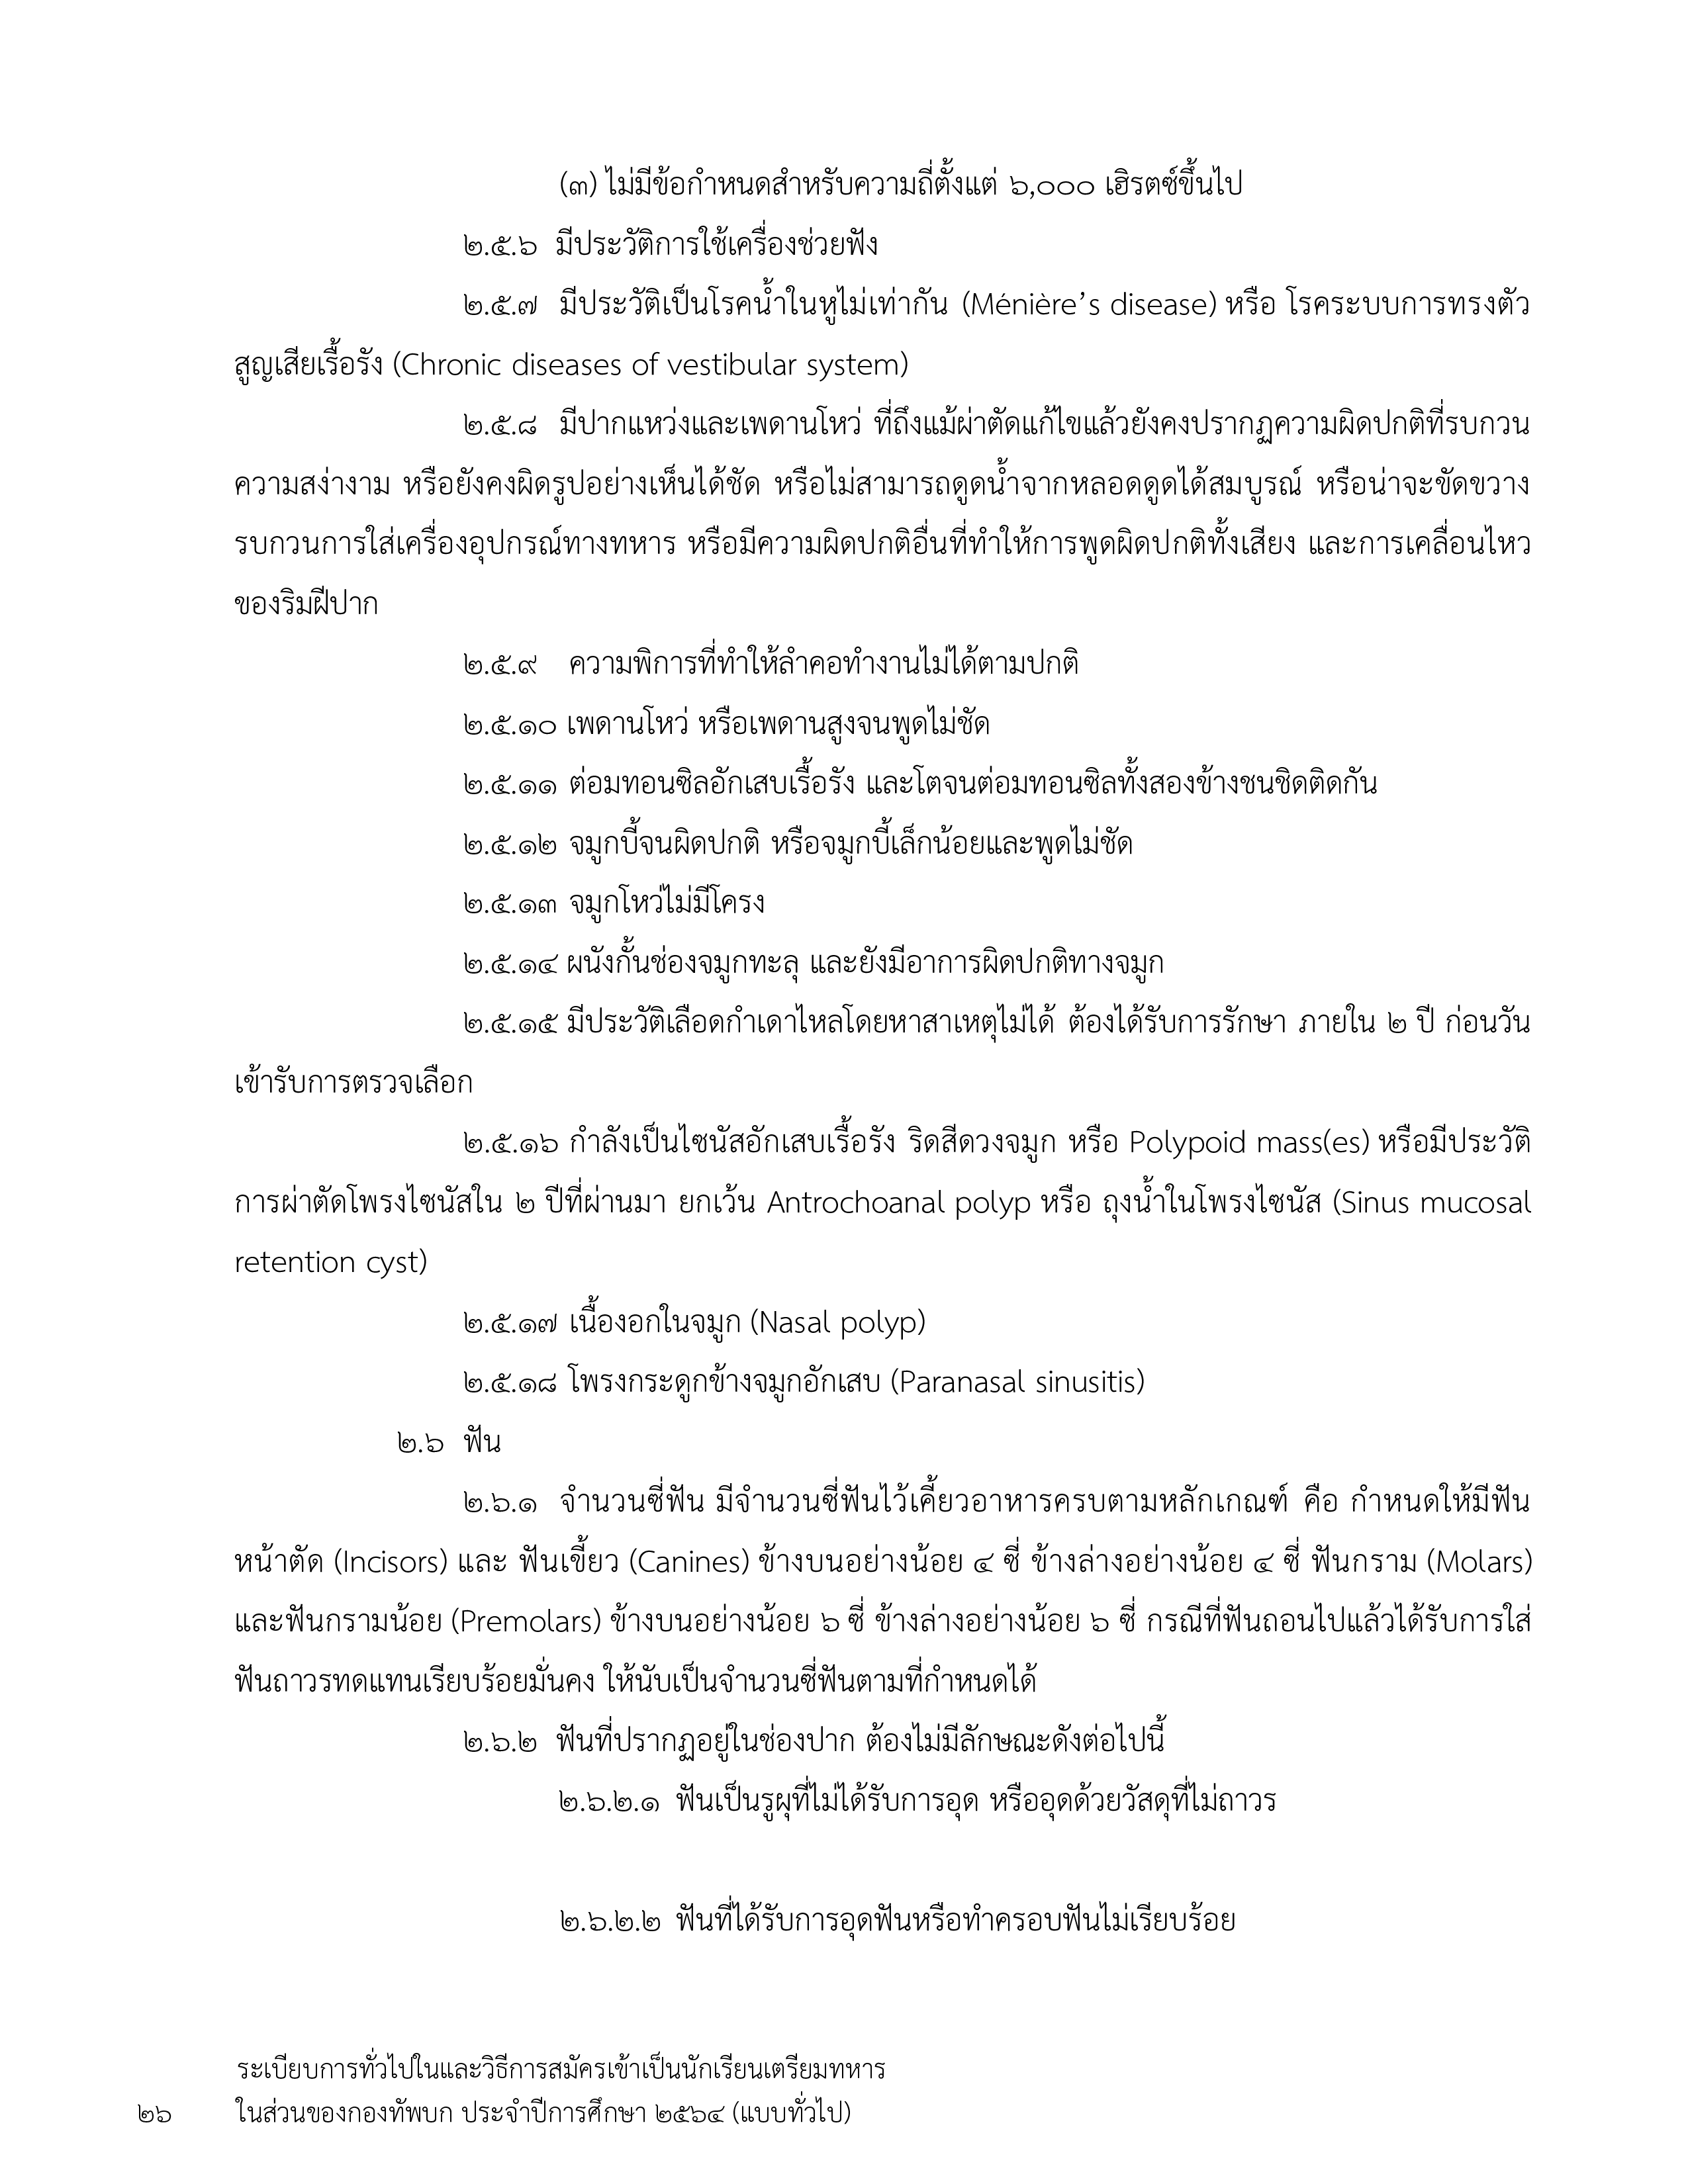 (๓) ไม่มีข้อกำหนดสำหรับความถี่ตั้งแต่ ๖,๐๐๐ เฮิรตซ์ขึ้นไป
๒.๕.๖ มีประวัติการใช้เครื่องช่วยฟัง
๒.๕.๗ มีประวัติเป็นโรคน้ำในหูไม่เท่ากัน (Ménière’s disease) หรือ โรคระบบการทรงตัว
สูญเสียเรื้อรัง (Chronic diseases of vestibular system)
๒.๕.๘ มีปากแหว่งและเพดานโหว่ ที่ถึงแม้ผ่าตัดแก้ไขแล้วยังคงปรากฏความผิดปกติที่รบกวน
ความสง่างาม หรือยังคงผิดรูปอย่างเห็นได้ชัด หรือไม่สามารถดูดน้ำจากหลอดดูดได้สมบูรณ์ หรือน่าจะขัดขวาง
รบกวนการใส่เครื่องอุปกรณ์ทางทหาร หรือมีความผิดปกติอื่นที่ทำให้การพูดผิดปกติทั้งเสียง และการเคลื่อนไหว
ของริมฝีปาก
๒.๕.๙ ความพิการที่ทำให้ลำคอทำงานไม่ได้ตามปกติ
๒.๕.๑๐ เพดานโหว่ หรือเพดานสูงจนพูดไม่ชัด
๒.๕.๑๑ ต่อมทอนซิลอักเสบเรื้อรัง และโตจนต่อมทอนซิลทั้งสองข้างชนชิดติดกัน
๒.๕.๑๒ จมูกบี้จนผิดปกติ หรือจมูกบี้เล็กน้อยและพูดไม่ชัด
๒.๕.๑๓ จมูกโหว่ไม่มีโครง
๒.๕.๑๔ ผนังกั้นช่องจมูกทะลุ และยังมีอาการผิดปกติทางจมูก
๒.๕.๑๕ มีประวัติเลือดกำเดาไหลโดยหาสาเหตุไม่ได้ ต้องได้รับการรักษา ภายใน ๒ ปี ก่อนวัน
เข้ารับการตรวจเลือก
๒.๕.๑๖ กำลังเป็นไซนัสอักเสบเรื้อรัง ริดสีดวงจมูก หรือ Polypoid mass(es) หรือมีประวัติ
การผ่าตัดโพรงไซนัสใน ๒ ปีที่ผ่านมา ยกเว้น Antrochoanal polyp หรือ ถุงน้ำในโพรงไซนัส (Sinus mucosal
retention cyst)
๒.๕.๑๗ เนื้องอกในจมูก (Nasal polyp)
๒.๕.๑๘ โพรงกระดูกข้างจมูกอักเสบ (Paranasal sinusitis)
๒.๖ ฟัน
๒.๖.๑ จำนวนซี่ฟัน มีจำนวนซี่ฟันไว้เคี้ยวอาหารครบตามหลักเกณฑ์ คือ กำหนดให้มีฟัน
หน้าตัด (Incisors) และ ฟันเขี้ยว (Canines) ข้างบนอย่างน้อย ๔ ซี่ ข้างล่างอย่างน้อย ๔ ซี่ ฟันกราม (Molars)
และฟันกรามน้อย (Premolars) ข้างบนอย่างน้อย ๖ ซี่ ข้างล่างอย่างน้อย ๖ ซี่ กรณีที่ฟันถอนไปแล้วได้รับการใส่
ฟันถาวรทดแทนเรียบร้อยมั่นคง ให้นับเป็นจำนวนซี่ฟันตามที่กำหนดได้
๒.๖.๒ ฟันที่ปรากฏอยู่ในช่องปาก ต้องไม่มีลักษณะดังต่อไปนี้
๒.๖.๒.๑ ฟันเป็นรูผุที่ไม่ได้รับการอุด หรืออุดด้วยวัสดุที่ไม่ถาวร
๒.๖.๒.๒ ฟันที่ได้รับการอุดฟันหรือทำครอบฟันไม่เรียบร้อย
ระเบียบการทั่วไปในและวิธีการสมัครเข้าเป็นนักเรียนเตรียมทหาร
๒๖ ในส่วนของกองทัพบก ประจำปีการศึกษา ๒๕๖๔ (แบบทั่วไป)